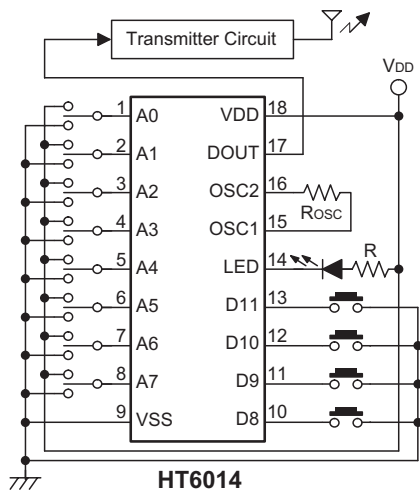 Transmitter Circuit
VDD
1 A0 VDD 18
2 A1 DOUT 17
3 A2 OSC2 16
ROSC
4 A3 OSC1 15
5 A4 LED 14 R
6 A5 D11 13
7 A6 D10 12
8 A7 D9 11
9 VSS D8 10
HT6014